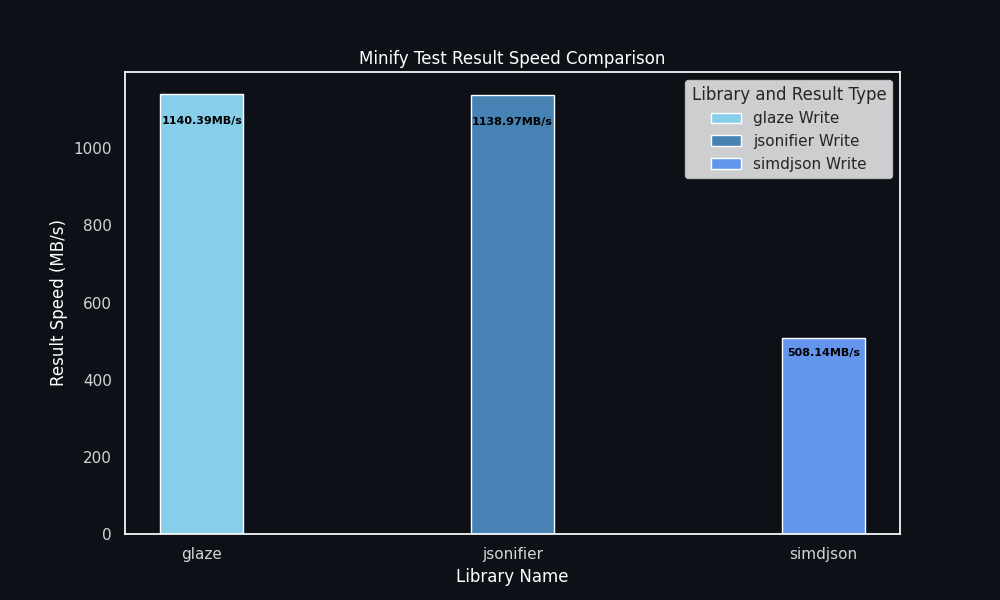 Minify Test Result Speed Comparison
Library and Result Type
glaze Write
jsonifier Write
simdjson Write
1140.39MB/s
1138.97MB/s
508.14MB/s
Result Speed (MB/s)
1000
800
600
400
200
0
glaze
jsonifier
simdjson
Library Name